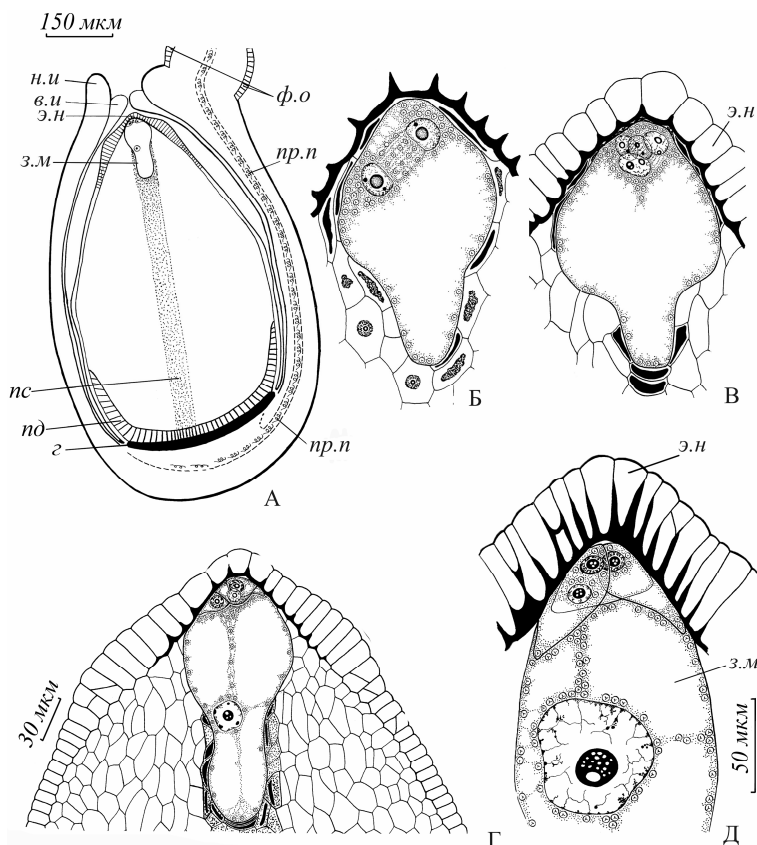 150 мкм
н.и
в.и
э.н
з.м
ф.о
пр.п
э.н
пс
пд
г
пр.п
А
Б
В
э.н
з.м
30 мкм
50 мкм
Г
Д